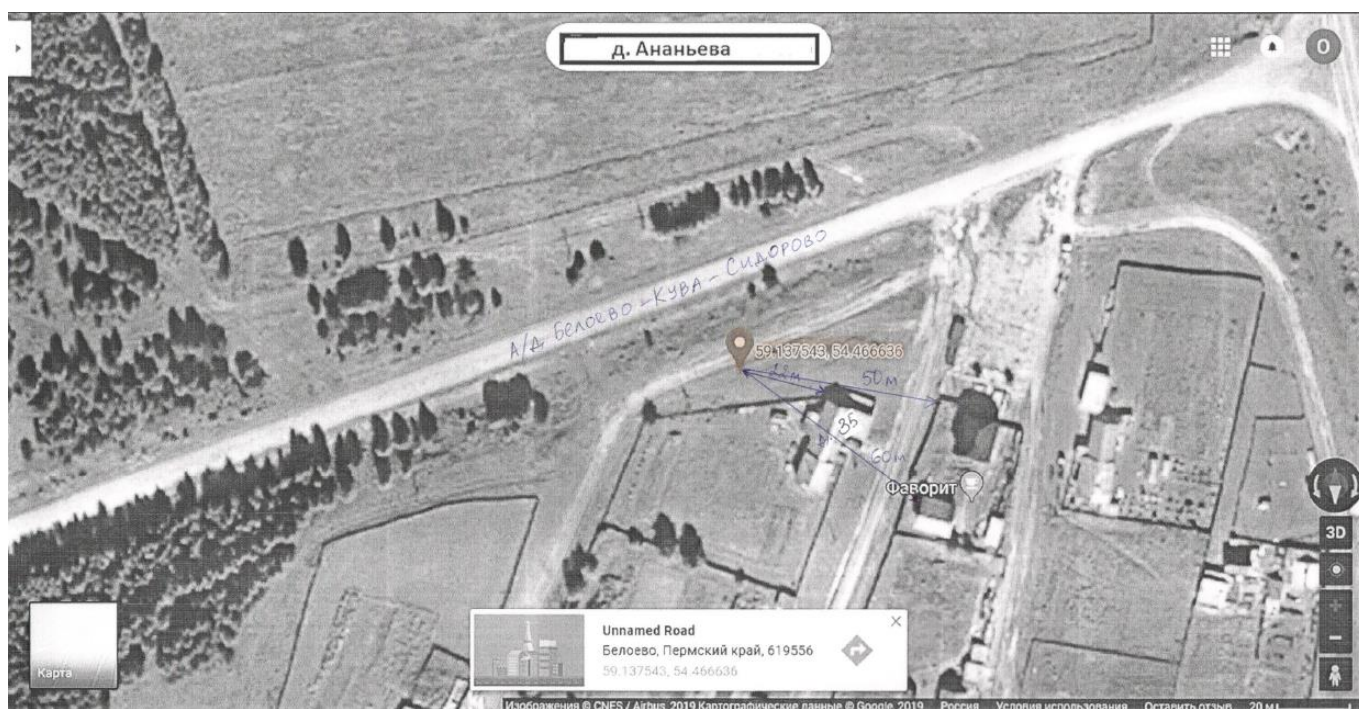 д. Ананьева
О
А/Д Белоево - Кува - Сидорово
59.137543, 54.466636
50м
д. 35
60м
Фаворит
3D
Unnamed Road
Белоево, Пермский край, 619556
59.137543, 54.466636
Карта
Изображения © CNES / Airbus, 2019 Картографические данные © Google, 2019 Россия Условия использования Оставить отзыв 20 м